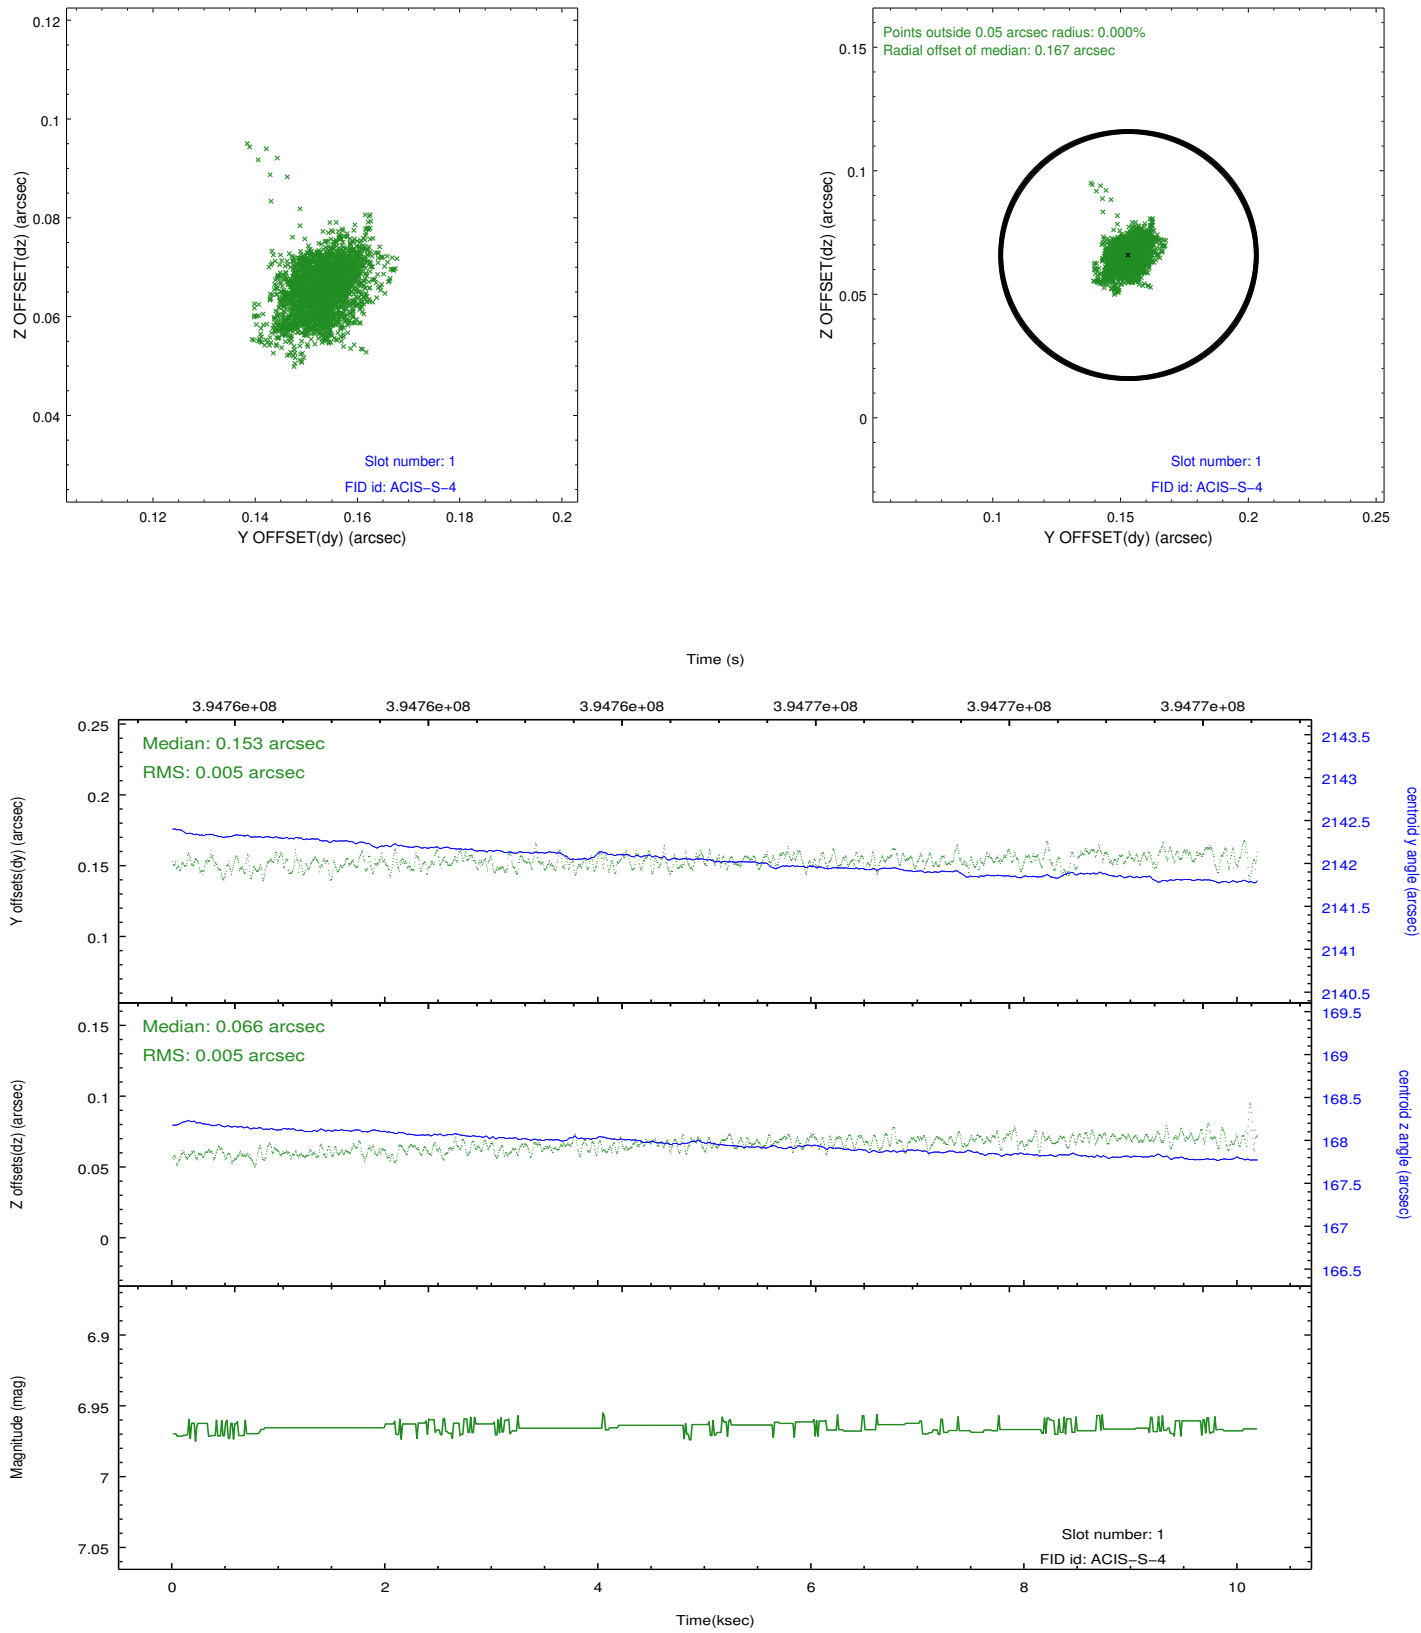 0.12
0.1
0.08
0.06
0.04
Z OFFSET(dz) (arcsec)
Slot number: 1
FID id: ACIS-S-4
0.12 0.14 0.16 0.18 0.2
Y OFFSET(dy) (arcsec)
Points outside 0.05 arcsec radius: 0.000%
Radial offset of median: 0.167 arcsec
0.15
0.1
0.05
0
Z OFFSET(dz) (arcsec)
Slot number: 1
FID id: ACIS-S-4
0.1 0.15 0.2 0.25
Y OFFSET(dy) (arcsec)
Time (s)
3.9476e+08 3.9476e+08 3.9476e+08 3.9477e+08 3.9477e+08 3.9477e+08
Median: 0.153 arcsec
RMS: 0.005 arcsec
0.25
0.2
0.15
0.1
Y offsets(dy) (arcsec)
2143.5
2143
2142.5
2142
2141.5
2141
2140.5
centroid y angle (arcsec)
Median: 0.066 arcsec
RMS: 0.005 arcsec
0.15
0.1
0.05
0
Z offsets(dz) (arcsec)
169.5
169
168.5
168
167.5
167
166.5
centroid z angle (arcsec)
6.9
6.95
7
7.05
Magnitude (mag)
Slot number: 1
FID id: ACIS-S-4
0 2 4 6 8 10
Time(ksec)